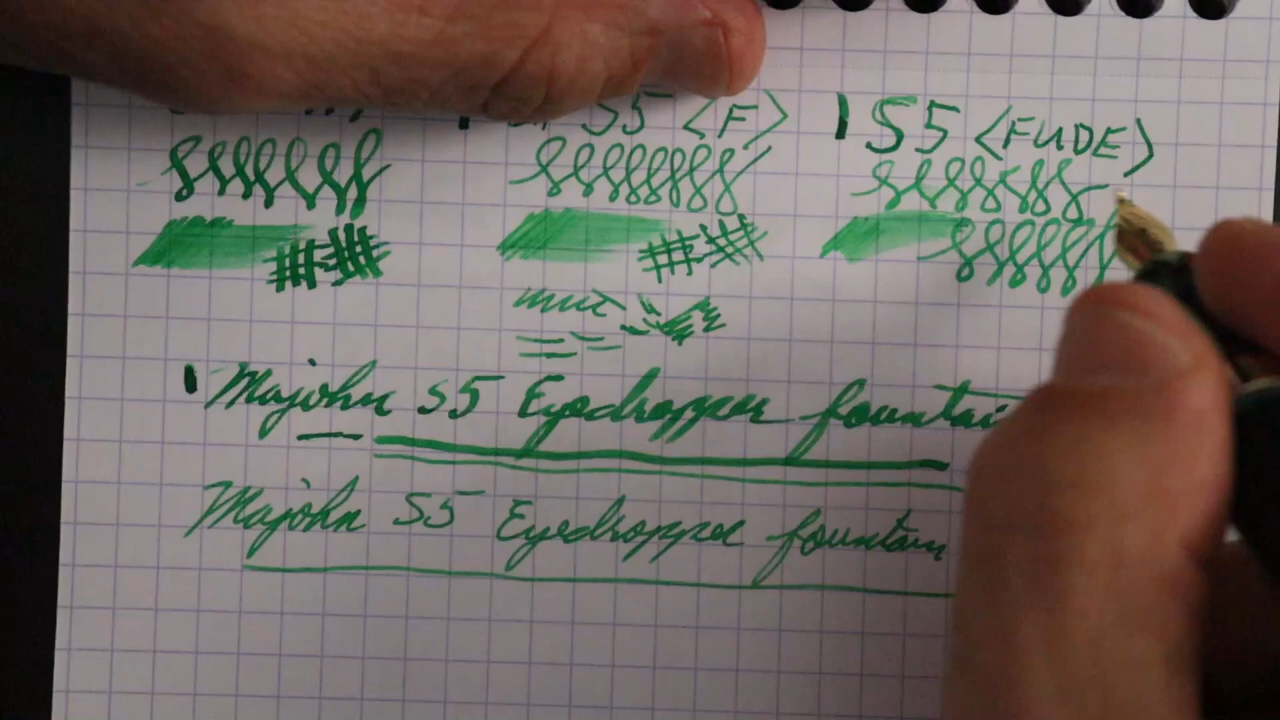 S5 <F>
S5 <FUDE>
Majohn S5 Eyedropper fountai
Majohn S5 Eyedropper fountain